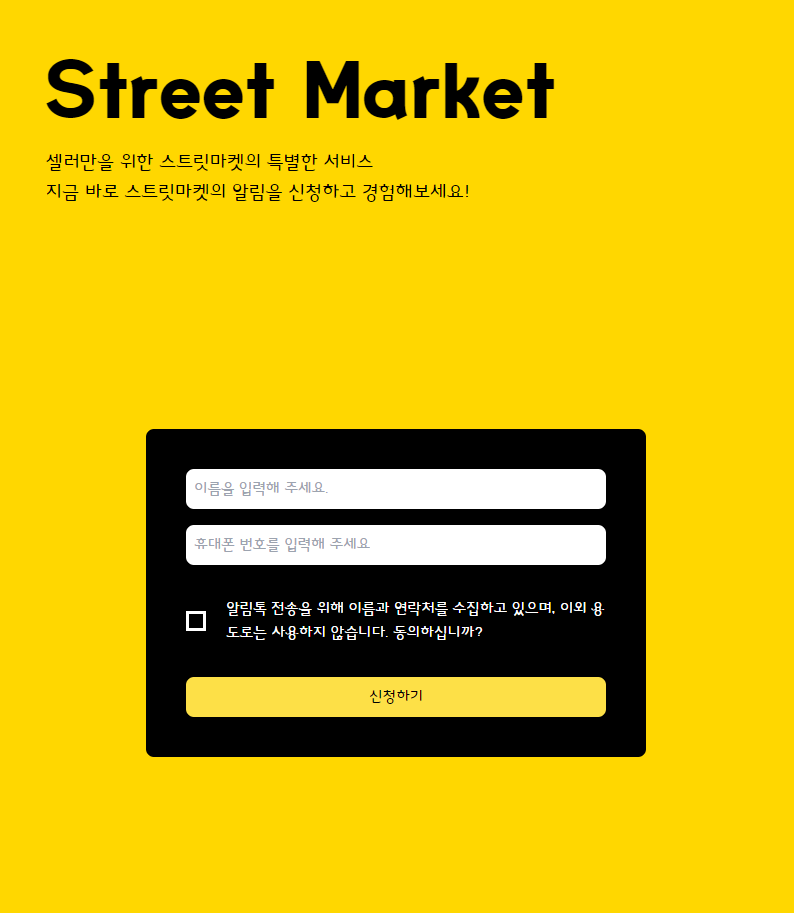 Street Market
셀러만을 위한 스트릿마켓의 특별한 서비스
지금 바로 스트릿마켓의 알림을 신청하고 경험해보세요!
이름을 입력해 주세요.
휴대폰 번호를 입력해 주세요
알림톡 전송을 위해 이름과 연락처를 수집하고 있으며, 이외 용
도로는 사용하지 않습니다. 동의하십니까?
신청하기